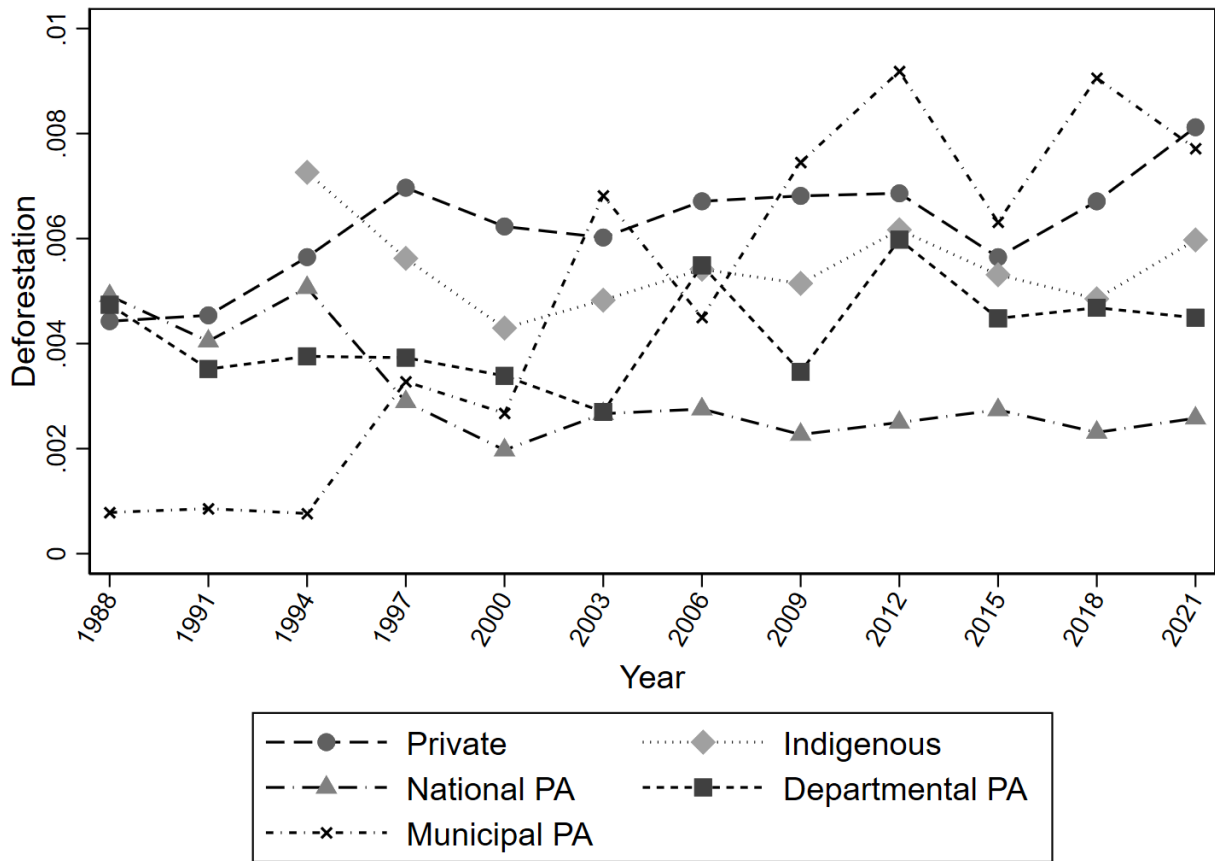 .01
.008
.006
.004
.002
0
Deforestation
1988 1991 1994 1997 2000 2003 2006 2009 2012 2015 2018 2021
Year
Private Indigenous
National PA Departmental PA
Municipal PA